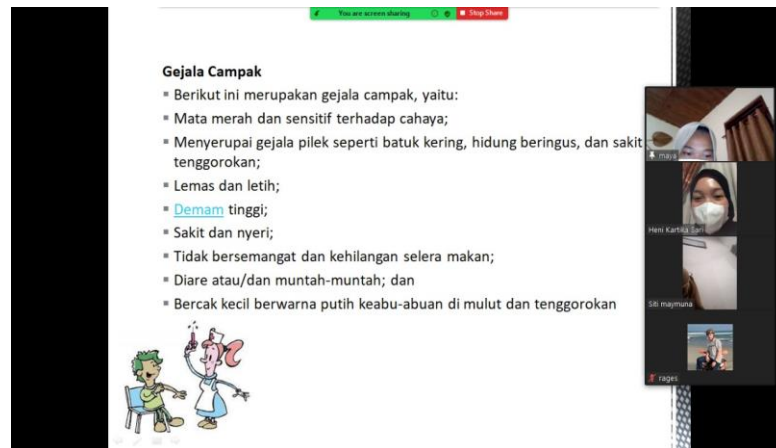 You are screen sharing
Stop Share
Gejala Campak
Berikut ini merupakan gejala campak, yaitu:
Mata merah dan sensitif terhadap cahaya;
Menyerupai gejala pilek seperti batuk kering, hidung beringus, dan sakit
tenggorokan;
Lemas dan letih;
Demam tinggi;
Sakit dan nyeri;
Tidak bersemangat dan kehilangan selera makan;
Diare atau/dan muntah-muntah; dan
Bercak kecil berwarna putih keabu-abuan di mulut dan tenggorokan
maya
Heni Kartika Sari
Siti maymuna
rages